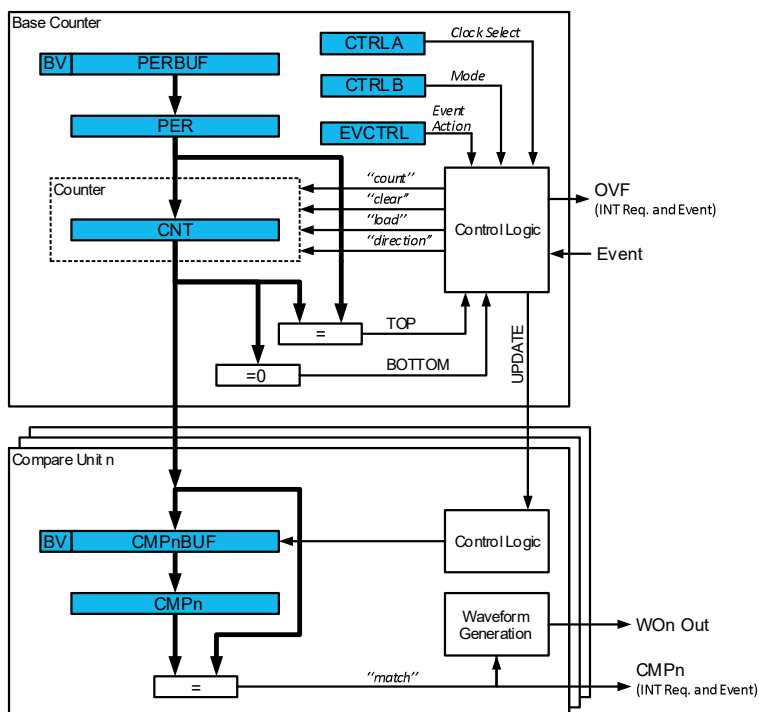 Base Counter
CTRLA
Clock Select
BV
PERBUF
CTRLB
Mode
PER
EVCTRL
Event
Action
"count"
Counter
"clear"
OVF
(INT Req. and Event)
"load"
CNT
Control Logic
"direction"
Event
=
TOP
=0
BOTTOM
UPDATE
Compare Unit n
BV
CMPnBUF
Control Logic
CMPn
Waveform
Generation
WOn Out
=
"match"
CMPn
(INT Req. and Event)